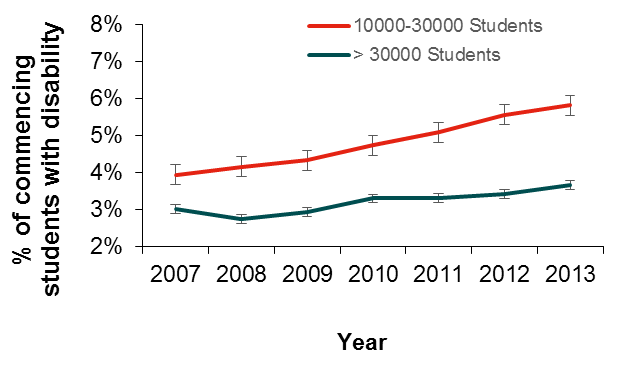 % of commencing
students with disability
8%
7%
6%
5%
4%
3%
2%
10000-30000 Students
> 30000 Students
2007 2008 2009 2010 2011 2012 2013
Year